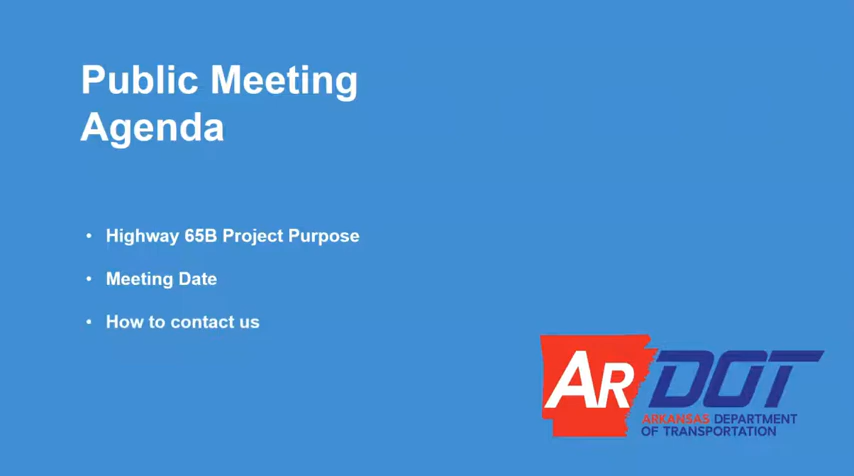 Public Meeting
Agenda
• Highway 65B Project Purpose
• Meeting Date
• How to contact us
ARDOT
ARKANSAS DEPARTMENT
OF TRANSPORTATION